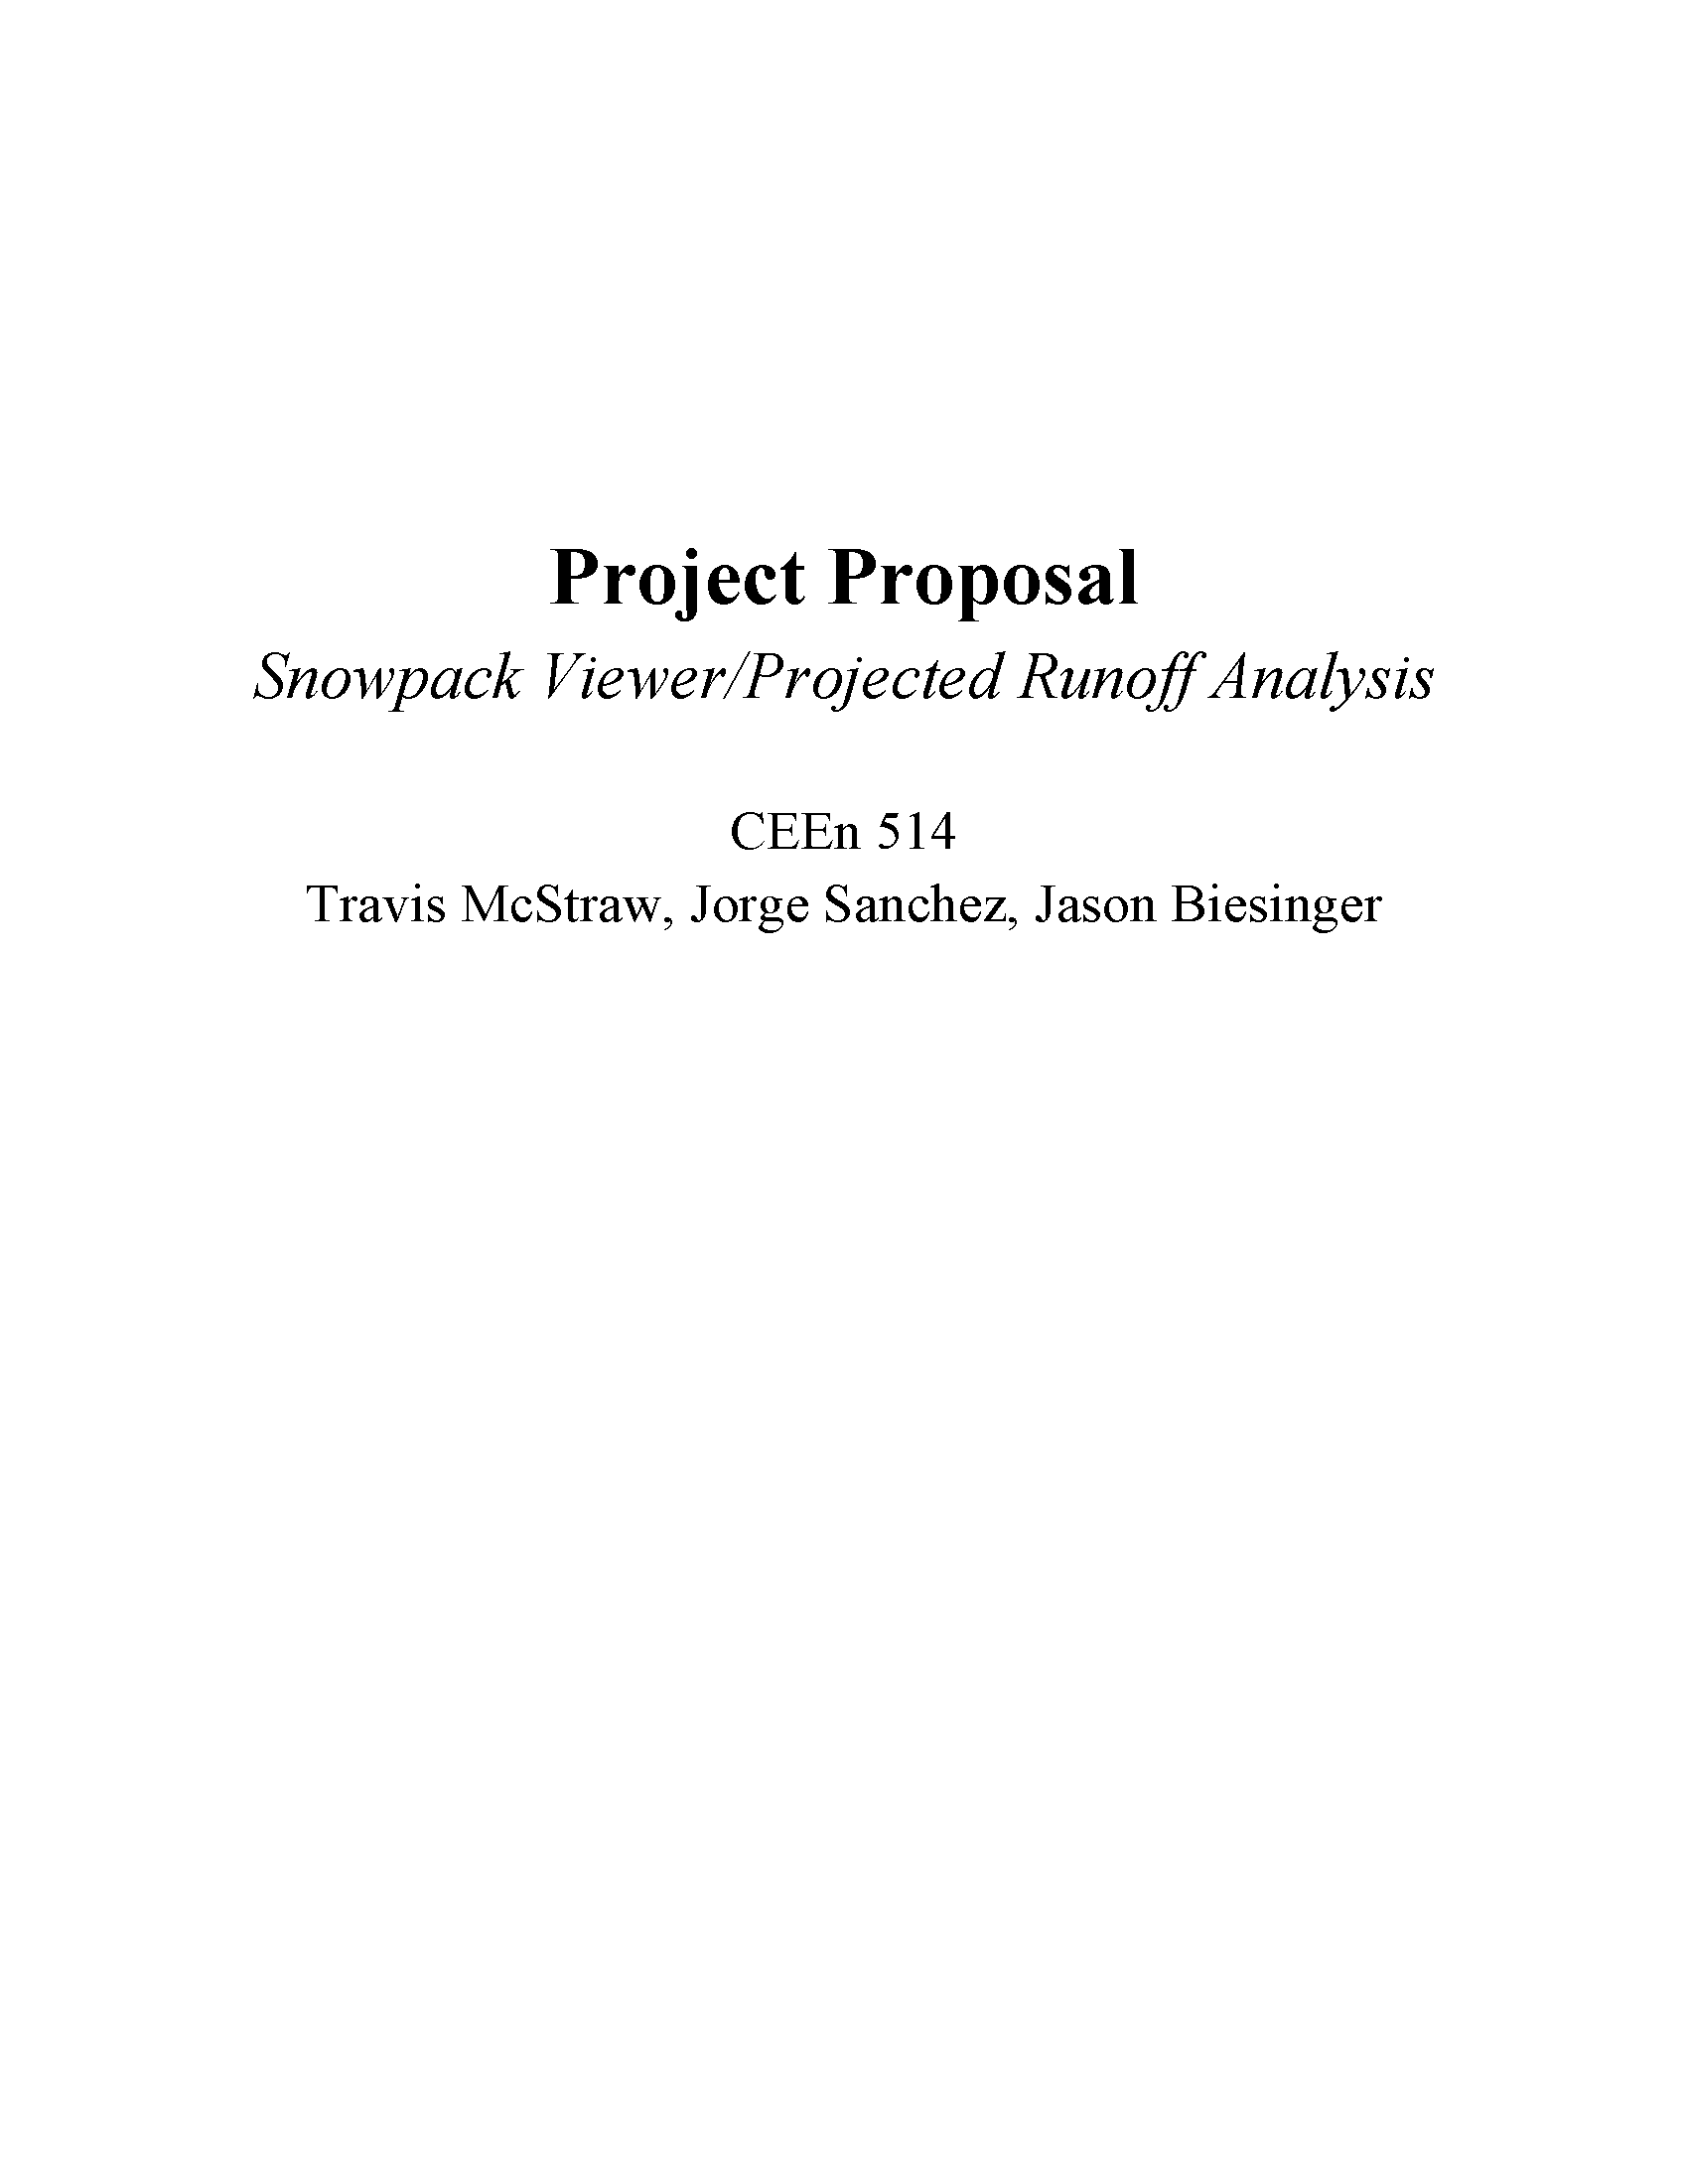 Project Proposal
Snowpack Viewer/Projected Runoff Analysis
CEEn 514
Travis McStraw, Jorge Sanchez, Jason Biesinger